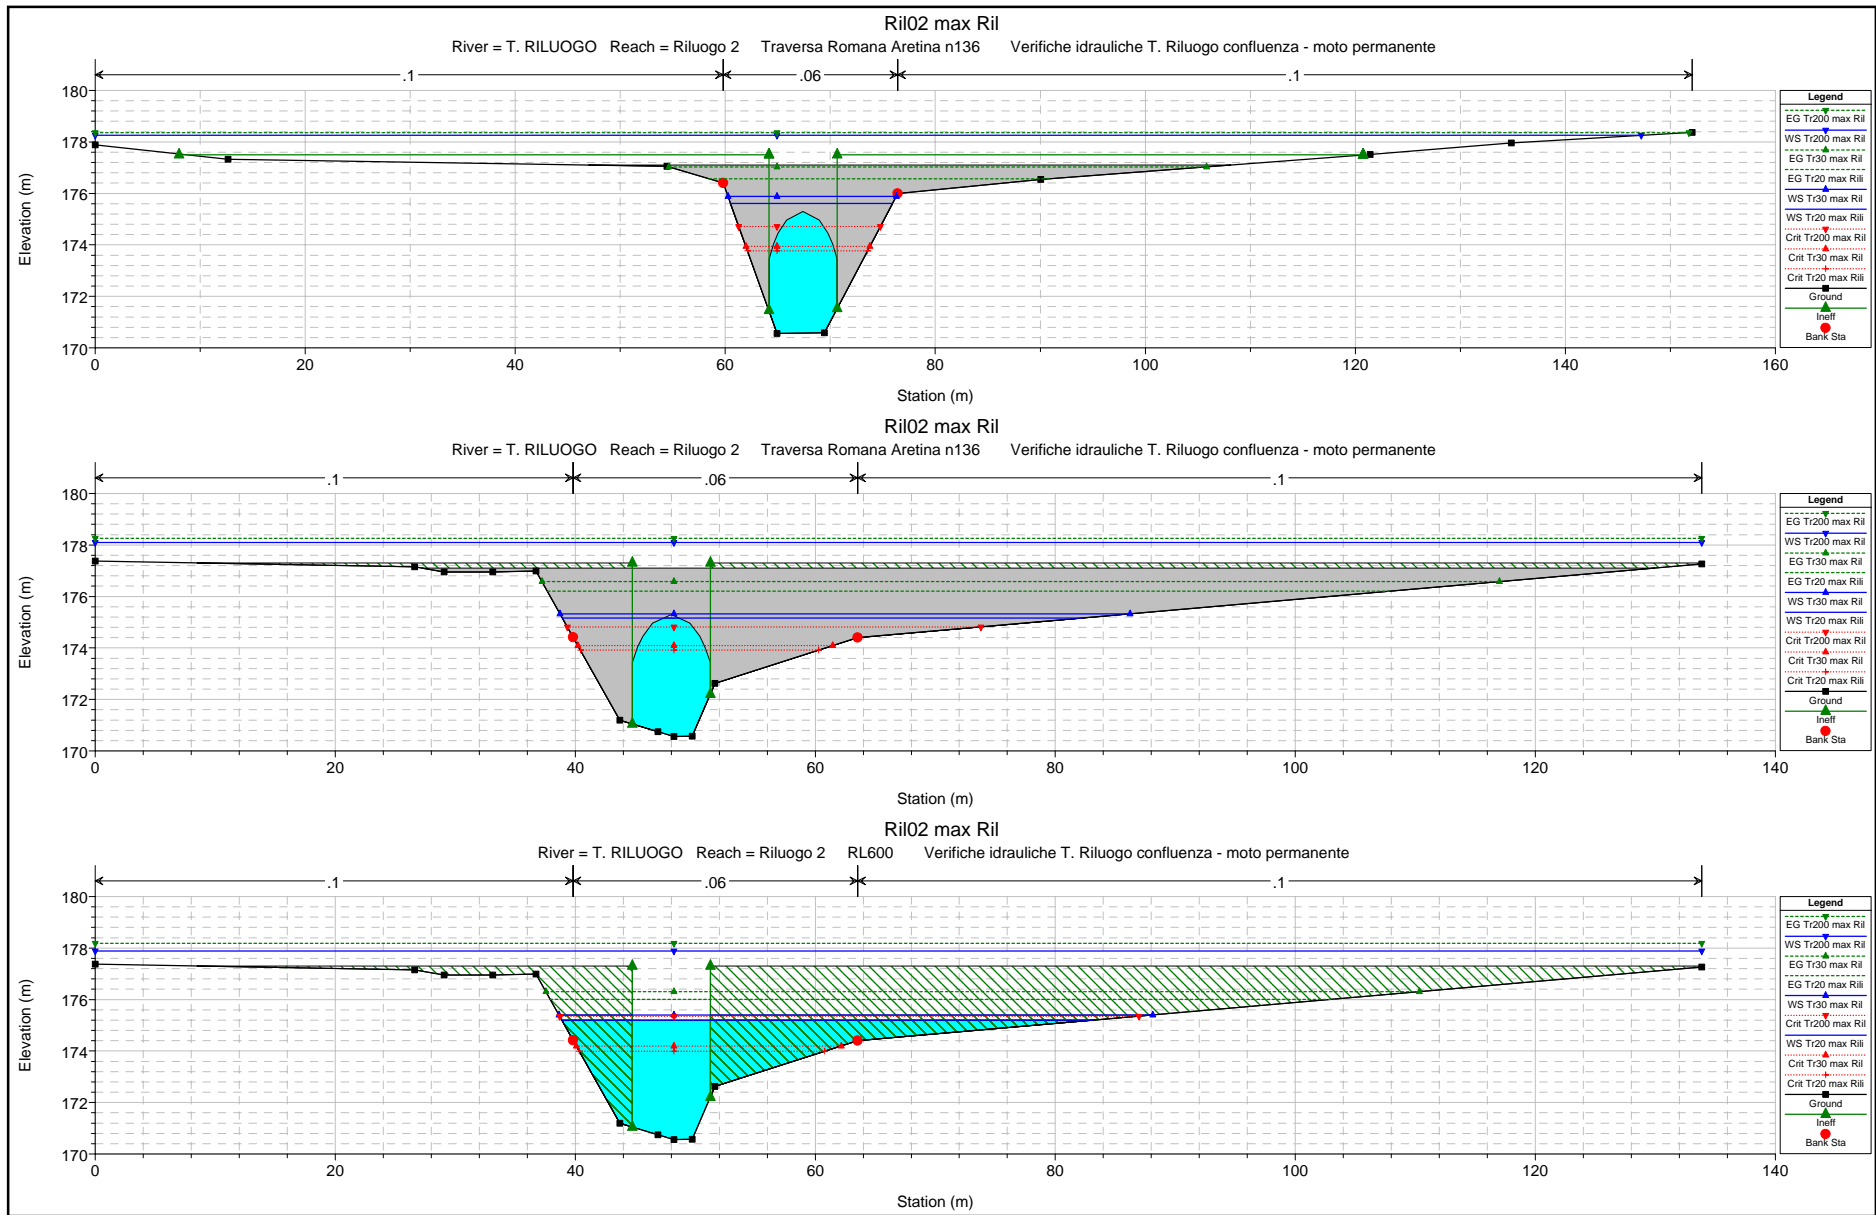 Ril02 max Ril
River = T. RILUOGO Reach = Riluogo 2 Traversa Romana Aretina n136 Verifiche idrauliche T. Riluogo confluenza - moto permanente
.1 .06 .1
180
178
176
174
172
170
Elevation (m)
0 20 40 60 80 100 120 140 160
Station (m)
Legend
EG Tr200 max Ril
WS Tr200 max Ril
EG Tr30 max Ril
EG Tr20 max Rili
WS Tr30 max Ril
WS Tr20 max Rili
Crit Tr200 max Ril
Crit Tr30 max Ril
Crit Tr20 max Rili
Ground
Ineff
Bank Sta
Ril02 max Ril
River = T. RILUOGO Reach = Riluogo 2 Traversa Romana Aretina n136 Verifiche idrauliche T. Riluogo confluenza - moto permanente
.1 .06 .1
180
178
176
174
172
170
Elevation (m)
0 20 40 60 80 100 120 140
Station (m)
Legend
EG Tr200 max Ril
WS Tr200 max Ril
EG Tr30 max Ril
EG Tr20 max Rili
WS Tr30 max Ril
WS Tr20 max Rili
Crit Tr200 max Ril
Crit Tr30 max Ril
Crit Tr20 max Rili
Ground
Ineff
Bank Sta
Ril02 max Ril
River = T. RILUOGO Reach = Riluogo 2 RL600 Verifiche idrauliche T. Riluogo confluenza - moto permanente
.1 .06 .1
180
178
176
174
172
170
Elevation (m)
0 20 40 60 80 100 120 140
Station (m)
Legend
EG Tr200 max Ril
WS Tr200 max Ril
EG Tr30 max Ril
EG Tr20 max Rili
WS Tr30 max Ril
Crit Tr200 max Ril
WS Tr20 max Rili
Crit Tr30 max Ril
Crit Tr20 max Rili
Ground
Ineff
Bank Sta